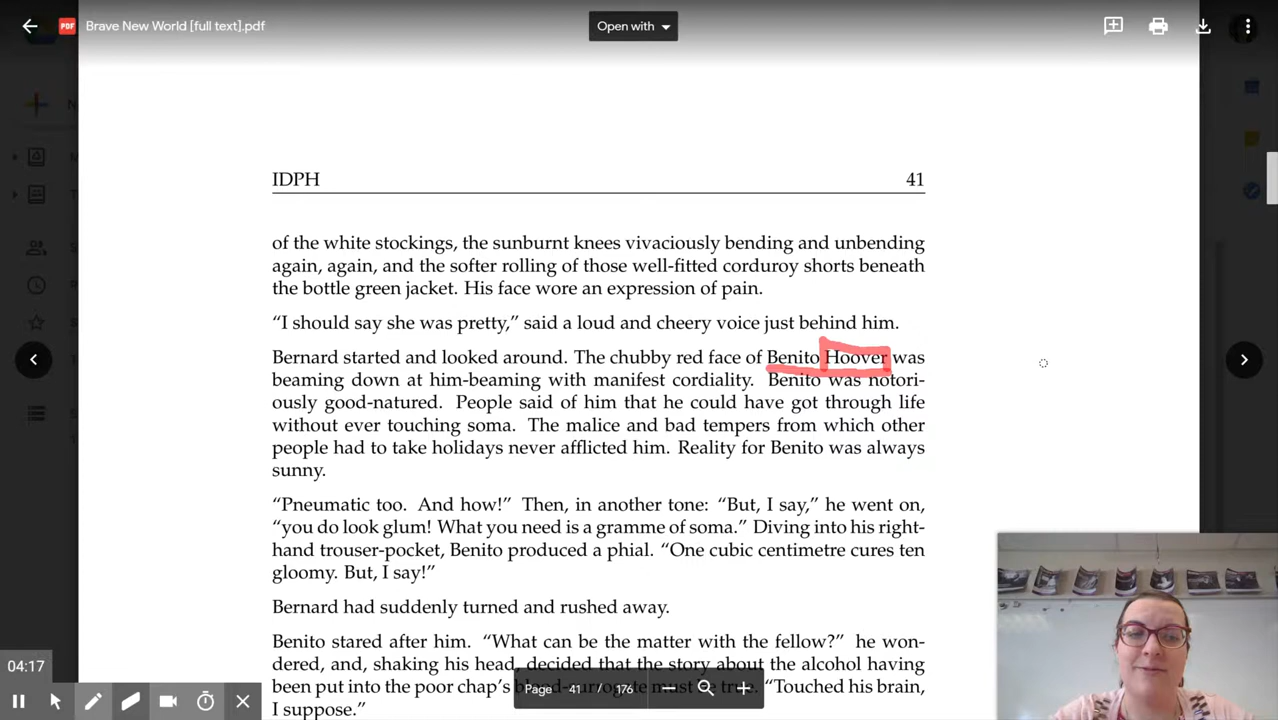 Brave New World [full text].pdf
Open with
PDF
IDPH 41
of the white stockings, the sunburnt knees vivaciously bending and unbending
again, again, and the softer rolling of those well-fitted corduroy shorts beneath
the bottle green jacket. His face wore an expression of pain.
“I should say she was pretty,” said a loud and cheery voice just behind him.
Bernard started and looked around. The chubby red face of Benito Hoover was
beaming down at him-beaming with manifest cordiality. Benito was notori-
ously good-natured. People said of him that he could have got through life
without ever touching soma. The malice and bad tempers from which other
people had to take holidays never afflicted him. Reality for Benito was always
sunny.
“Pneumatic too. And how!” Then, in another tone: “But, I say,” he went on,
“you do look glum! What you need is a gramme of soma.” Diving into his right-
hand trouser-pocket, Benito produced a phial. “One cubic centimetre cures ten
gloomy. But, I say!”
Bernard had suddenly turned and rushed away.
Benito stared after him. “What can be the matter with the fellow?” he won-
dered, and, shaking his head, decided that the story about the alcohol having
been put into the poor chap’s blood-surrogate must be true. “Touched his brain,
I suppose.”
Page 41 / 176
04:17